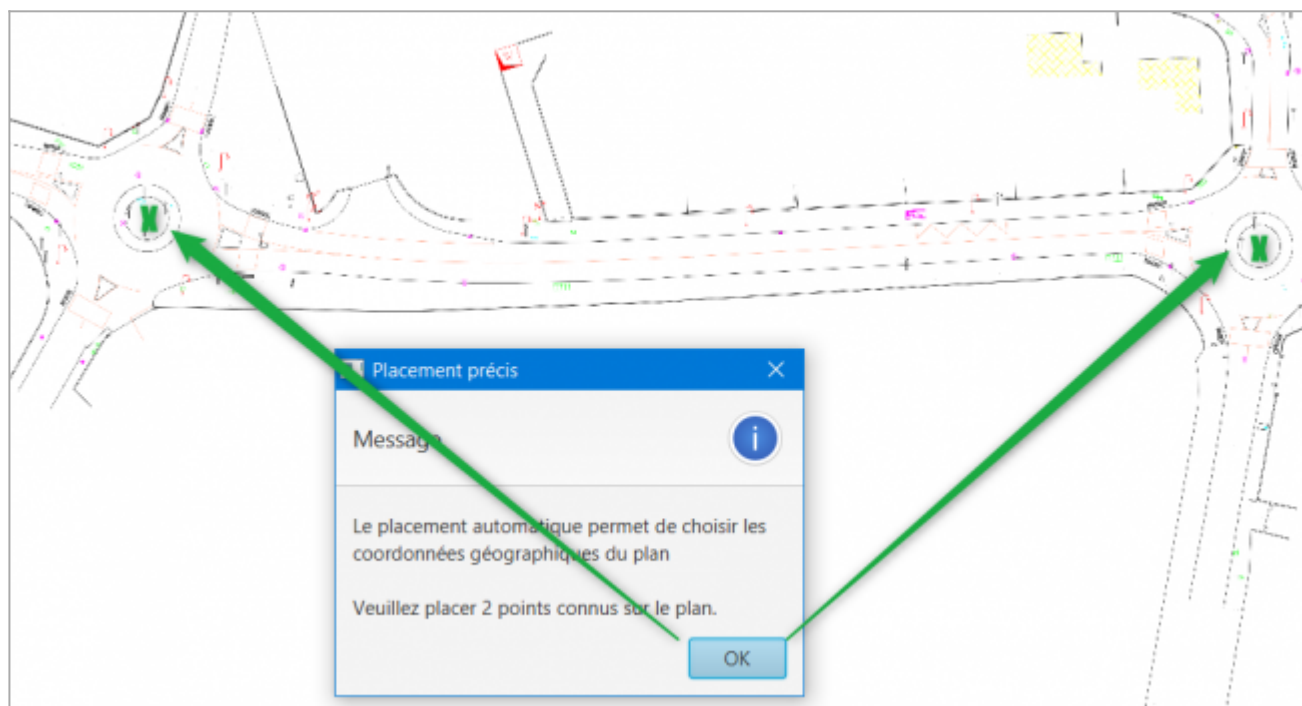 Placement précis
Message
Le placement automatique permet de choisir les
coordonnées géographiques du plan
Veuillez placer 2 points connus sur le plan.
OK